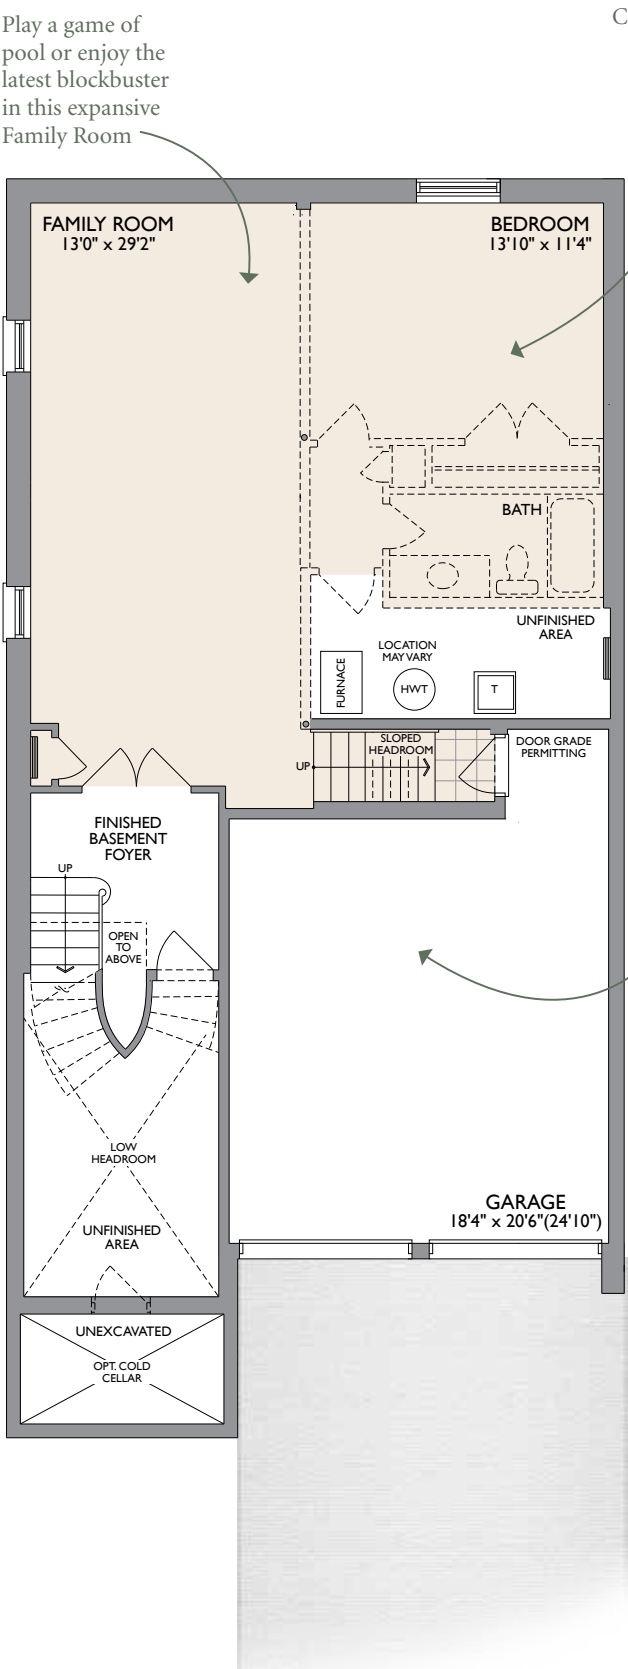 Play a game of
pool or enjoy the
latest blockbuster
in this expansive
Family Room
C
FAMILY ROOM
13'0" x 29'2"
BEDROOM
13'10" x 11'4"
BATH
UNFINISHED
AREA
LOCATION
MAY VARY
FURNACE
HWT
T
SLOPED
HEADROOM
UP
DOOR GRADE
PERMITTING
FINISHED
BASEMENT
FOYER
UP
OPEN
TO
ABOVE
LOW
HEADROOM
UNFINISHED
AREA
GARAGE
18'4" x 20'6"(24'10")
UNEXCAVATED
OPT. COLD
CELLAR